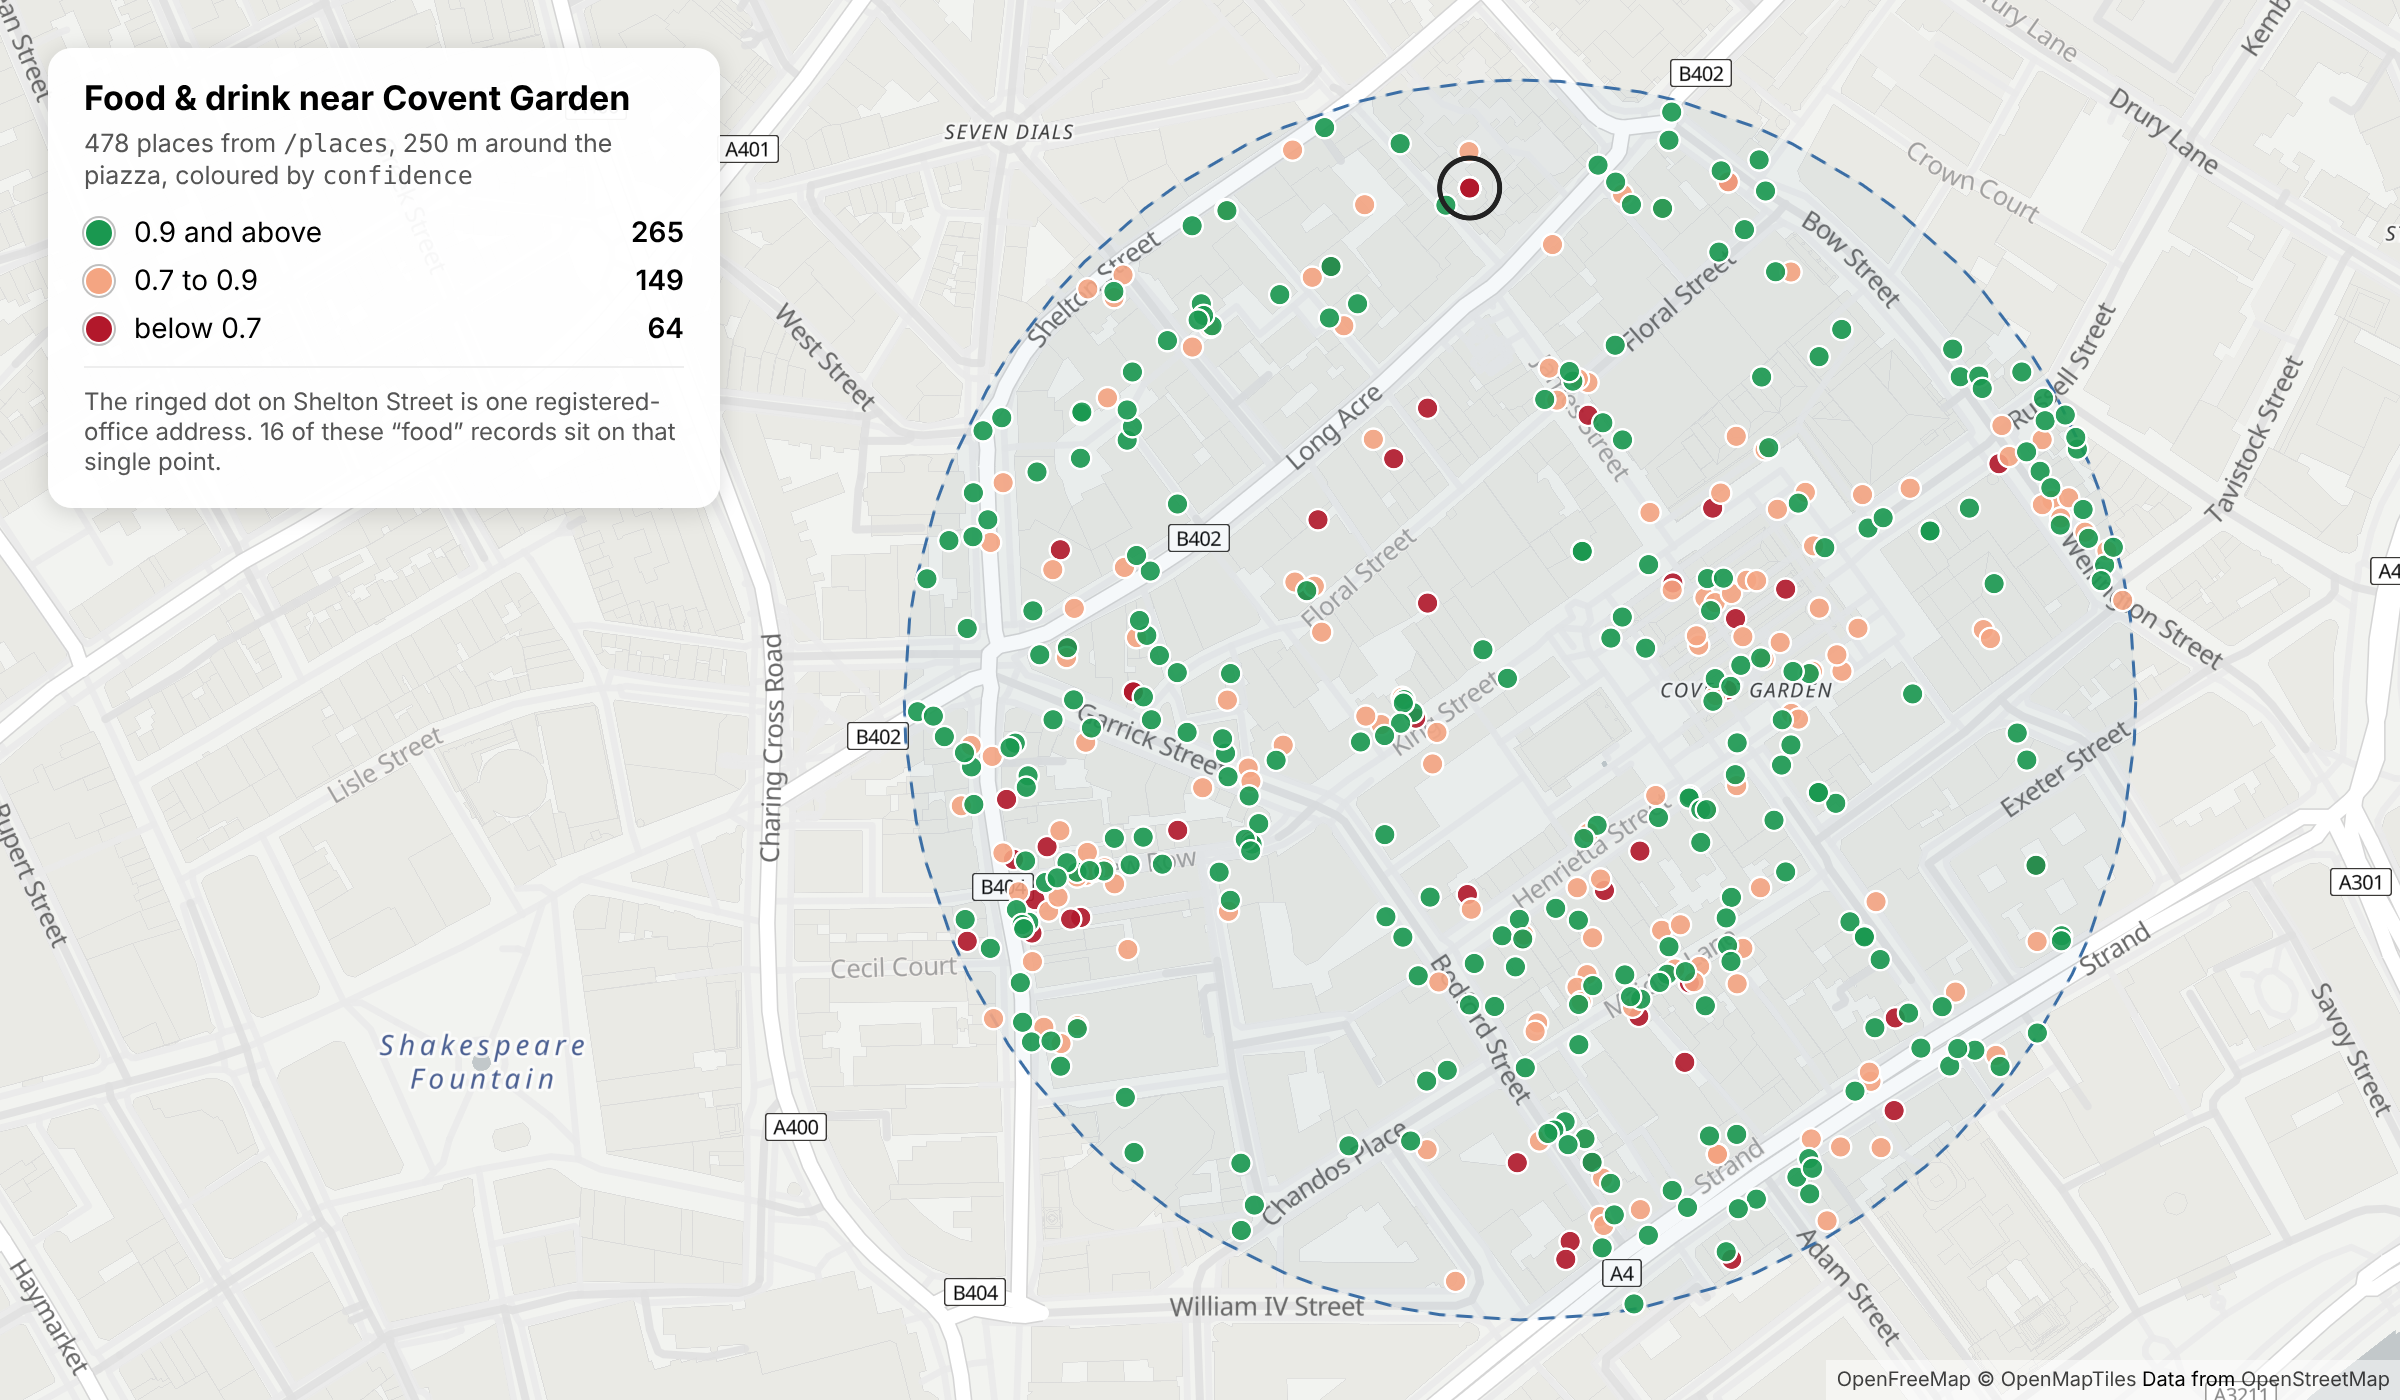 Food & drink near Covent Garden
478 places from /places, 250 m around the
piazza, coloured by confidence
0.9 and above 265
0.7 to 0.9 149
below 0.7 64
The ringed dot on Shelton Street is one registered-
office address. 16 of these “food” records sit on that
single point.
SEVEN DIALS
A401
B402
Drury Lane
Drury Lane
Crown Court
Bow Street
West Street
Floral Street
Long Acre
B402
Floral Street
Tavistock Street
Charing Cross Road
Lisle Street
B402
Garrick Street
King Street
GARDEN
Exeter Street
Rupert Street
Henrietta Street
A301
Cecil Court
Strand
Savoy Street
Shakespeare
Fountain
Bedford Street
A400
Chandos Place
Strand
Adam Street
A4
B404
William IV Street
Haymarket
OpenFreeMap © OpenMapTiles Data from OpenStreetMap